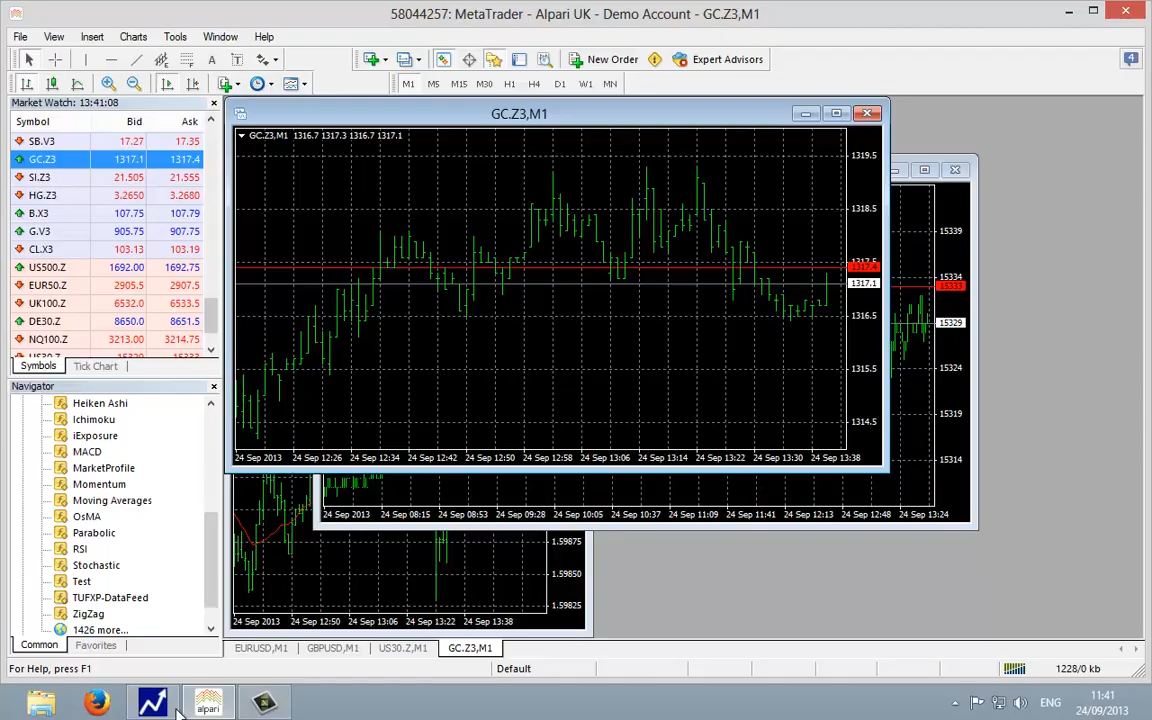 58044257: MetaTrader - Alpari UK - Demo Account - GC.Z3,M1
File View Insert Charts Tools Window Help
New Order Expert Advisors 4
M1 M5 M15 M30 H1 H4 D1 W1 MN
Market Watch: 13:41:08
Symbol Bid Ask
SB.V3 17.27 17.35
GC.Z3 1317.1 1317.4
SI.Z3 21.505 21.555
HG.Z3 3.2650 3.2680
B.X3 107.75 107.79
G.V3 905.75 907.75
CL.X3 103.13 103.19
US500.Z 1692.00 1692.75
EUR50.Z 2905.5 2907.5
UK100.Z 6532.0 6533.5
DE30.Z 8650.0 8651.5
NQ100.Z 3213.00 3214.75
US30.Z 15329 15333
Symbols Tick Chart
Navigator
Heiken Ashi
Ichimoku
iExposure
MACD
MarketProfile
Momentum
Moving Averages
OsMA
Parabolic
RSI
Stochastic
Test
TUFXP-DataFeed
ZigZag
1426 more...
Common Favorites
GC.Z3,M1
GC.Z3,M1 1316.7 1317.3 1316.7 1317.1
1319.5
1318.5
1317.5
1317.4
1317.1
1316.5
1315.5
1314.5
24 Sep 2013 24 Sep 12:26 24 Sep 12:34 24 Sep 12:42 24 Sep 12:50 24 Sep 12:58 24 Sep 13:06 24 Sep 13:14 24 Sep 13:22 24 Sep 13:30 24 Sep 13:38
15339
15334
15333
15329
15324
15319
15314
24 Sep 2013 24 Sep 08:15 24 Sep 08:53 24 Sep 09:28 24 Sep 10:05 24 Sep 10:37 24 Sep 11:09 24 Sep 11:41 24 Sep 12:13 24 Sep 12:48 24 Sep 13:24
1.59875
1.59850
1.59825
24 Sep 2013 24 Sep 12:50 24 Sep 13:06 24 Sep 13:22 24 Sep 13:38
EURUSD,M1 GBPUSD,M1 US30.Z,M1 GC.Z3,M1
For Help, press F1 Default 1228/0 kb
alpari ENG 11:41
24/09/2013